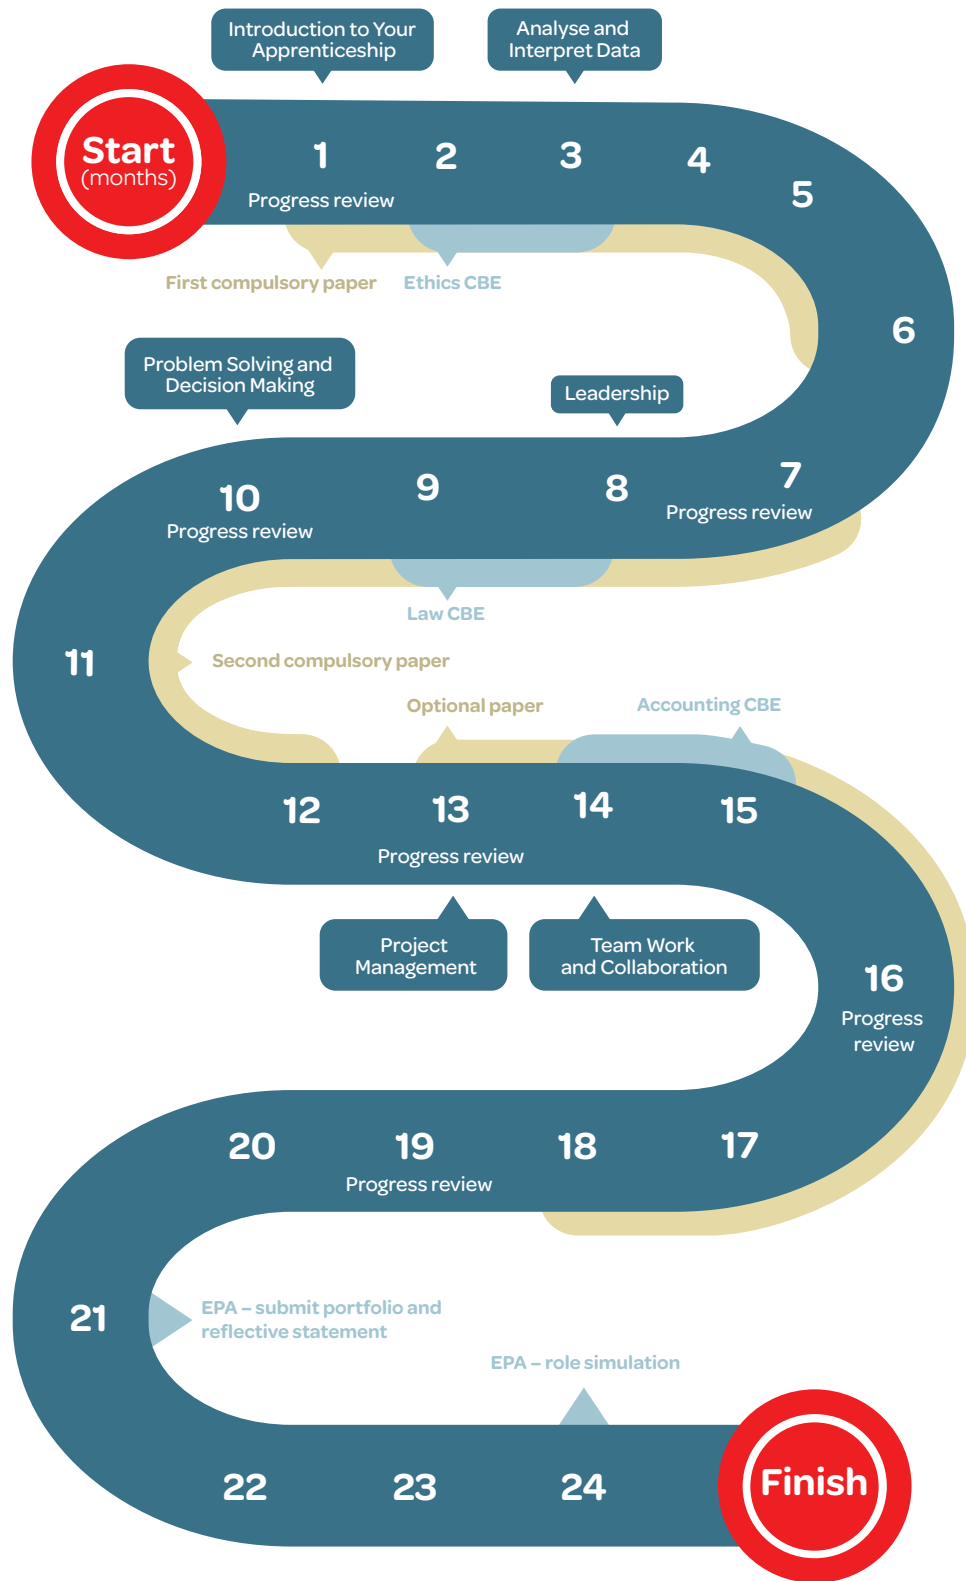 Introduction to Your
Apprenticeship
Analyse and
Interpret Data
Start
(months)
1
Progress review
2
3
4
5
First compulsory paper
Ethics CBE
6
Problem Solving and
Decision Making
Leadership
7
Progress review
8
9
10
Progress review
Law CBE
11
Second compulsory paper
Optional paper
Accounting CBE
12
13
Progress review
14
15
Project
Management
Team Work
and Collaboration
16
Progress
review
17
18
19
Progress review
20
21
EPA – submit portfolio and
reflective statement
EPA – role simulation
22
23
24
Finish